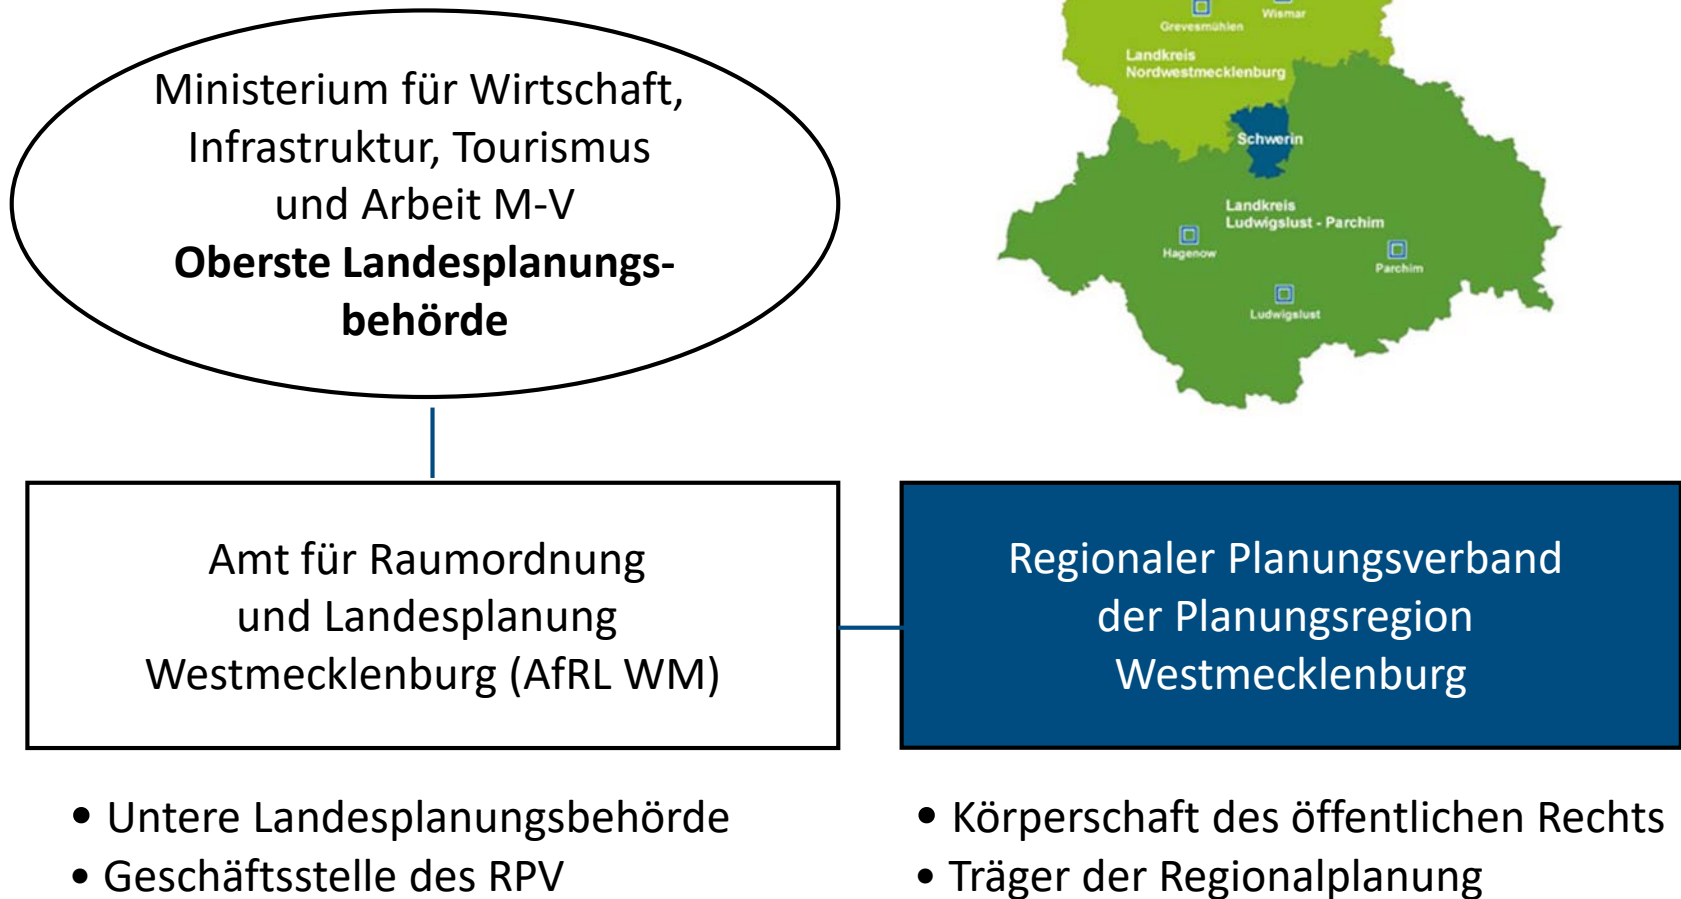 Ministerium für Wirtschaft,
Infrastruktur, Tourismus
und Arbeit M-V
Oberste Landesplanungs-
behörde
Grevesmühlen
Wismar
Landkreis
Nordwestmecklenburg
Schwerin
Landkreis
Ludwigslust - Parchim
Hagenow
Parchim
Ludwigslust
Amt für Raumordnung
und Landesplanung
Westmecklenburg (AfRL WM)
Regionaler Planungsverband
der Planungsregion
Westmecklenburg
• Untere Landesplanungsbehörde
• Geschäftsstelle des RPV
• Körperschaft des öffentlichen Rechts
• Träger der Regionalplanung